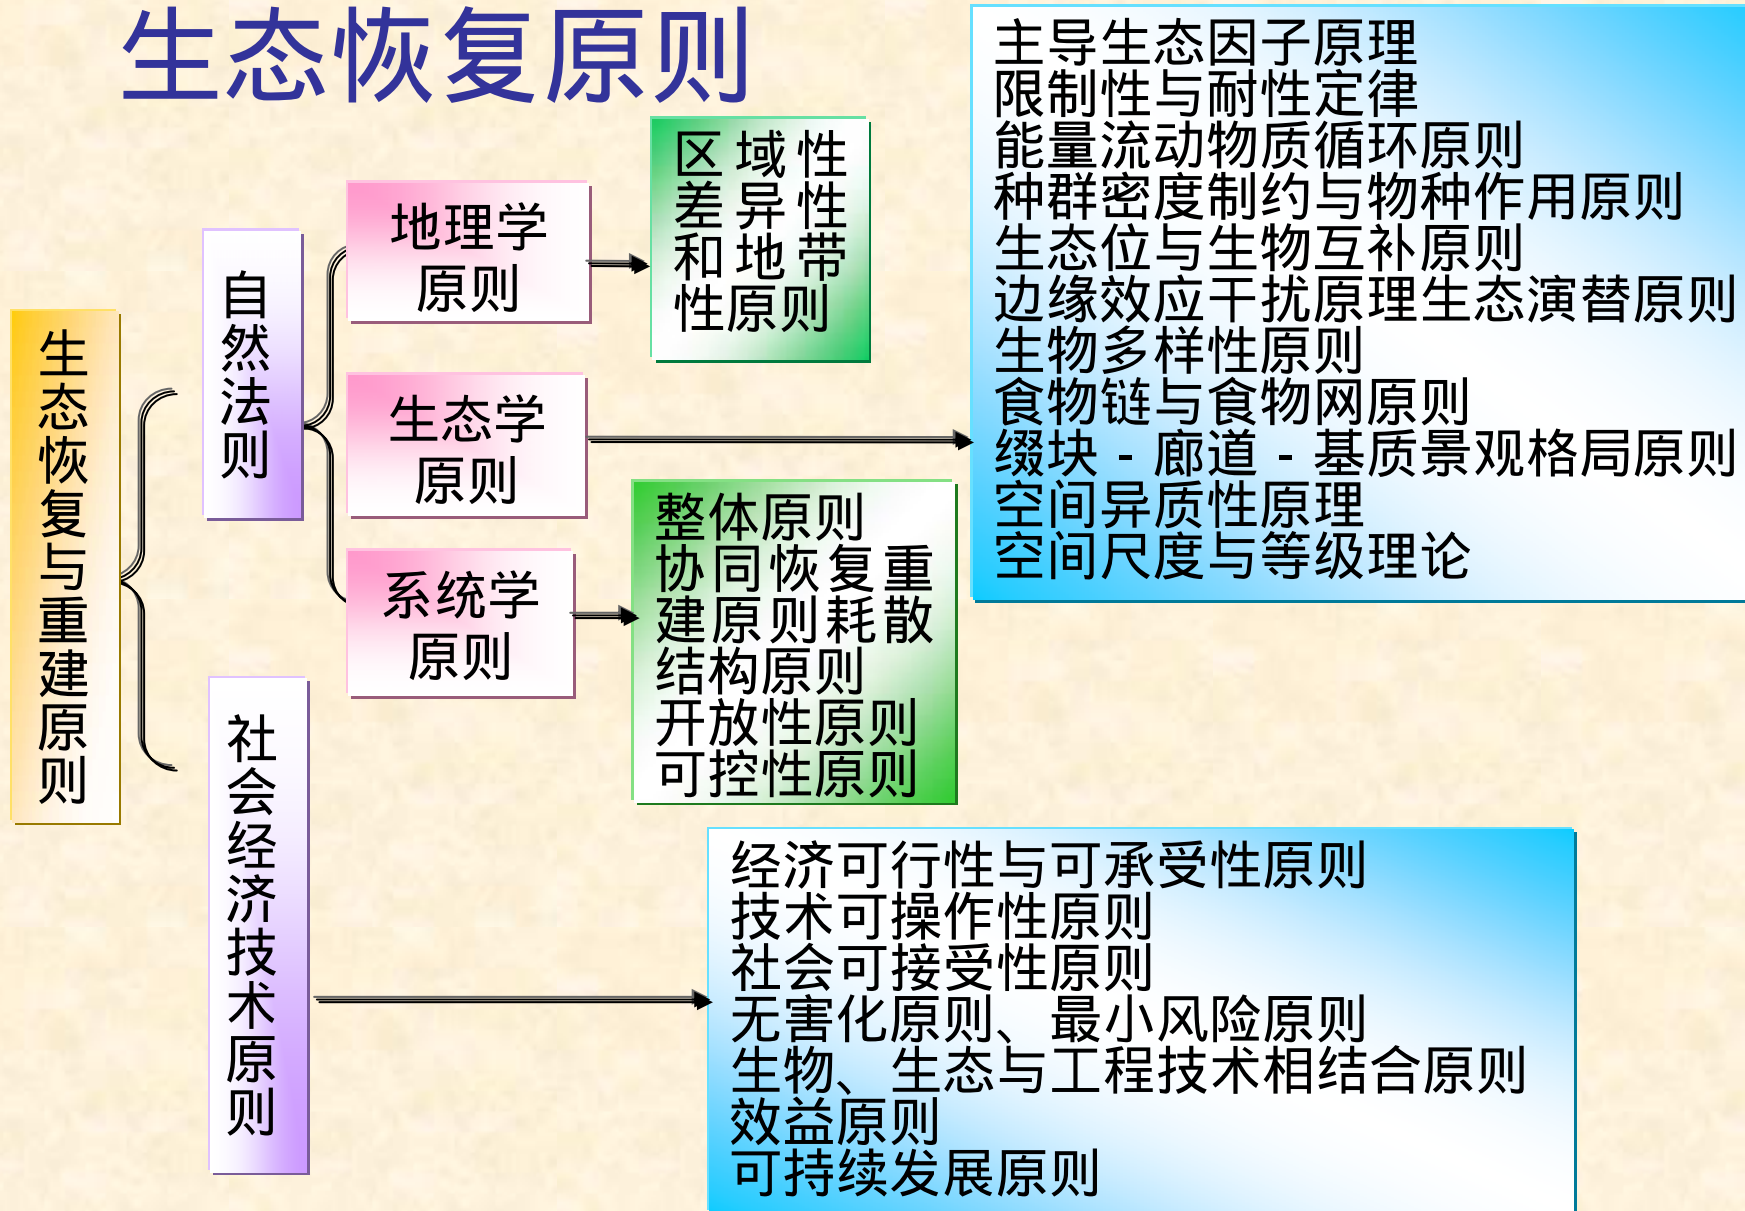 生态恢复原则
生态恢复与重建原则
自然法则
社会经济技术原则
地理学
原则
生态学
原则
系统学
原则
区域性
差异性
和地带
性原则
整体原则
协同恢复重
建原则耗散
结构原则
开放性原则
可控性原则
主导生态因子原理
限制性与耐性定律
能量流动物质循环原则
种群密度制约与物种作用原则
生态位与生物互补原则
边缘效应干扰原理生态演替原则
生物多样性原则
食物链与食物网原则
缀块-廊道-基质景观格局原则
空间异质性原理
空间尺度与等级理论
经济可行性与可承受性原则
技术可操作性原则
社会可接受性原则
无害化原则、最小风险原则
生物、生态与工程技术相结合原则
效益原则
可持续发展原则